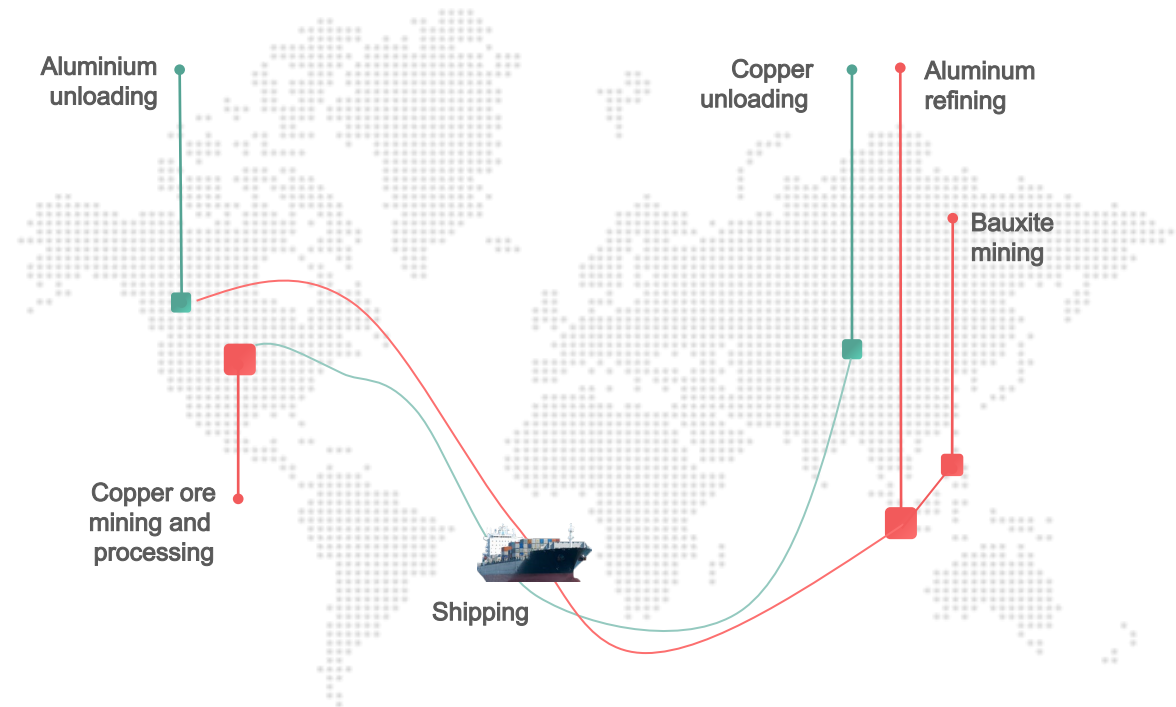 Aluminium
unloading
Copper
unloading
Aluminum
refining
Bauxite
mining
Copper ore
mining and
processing
Shipping